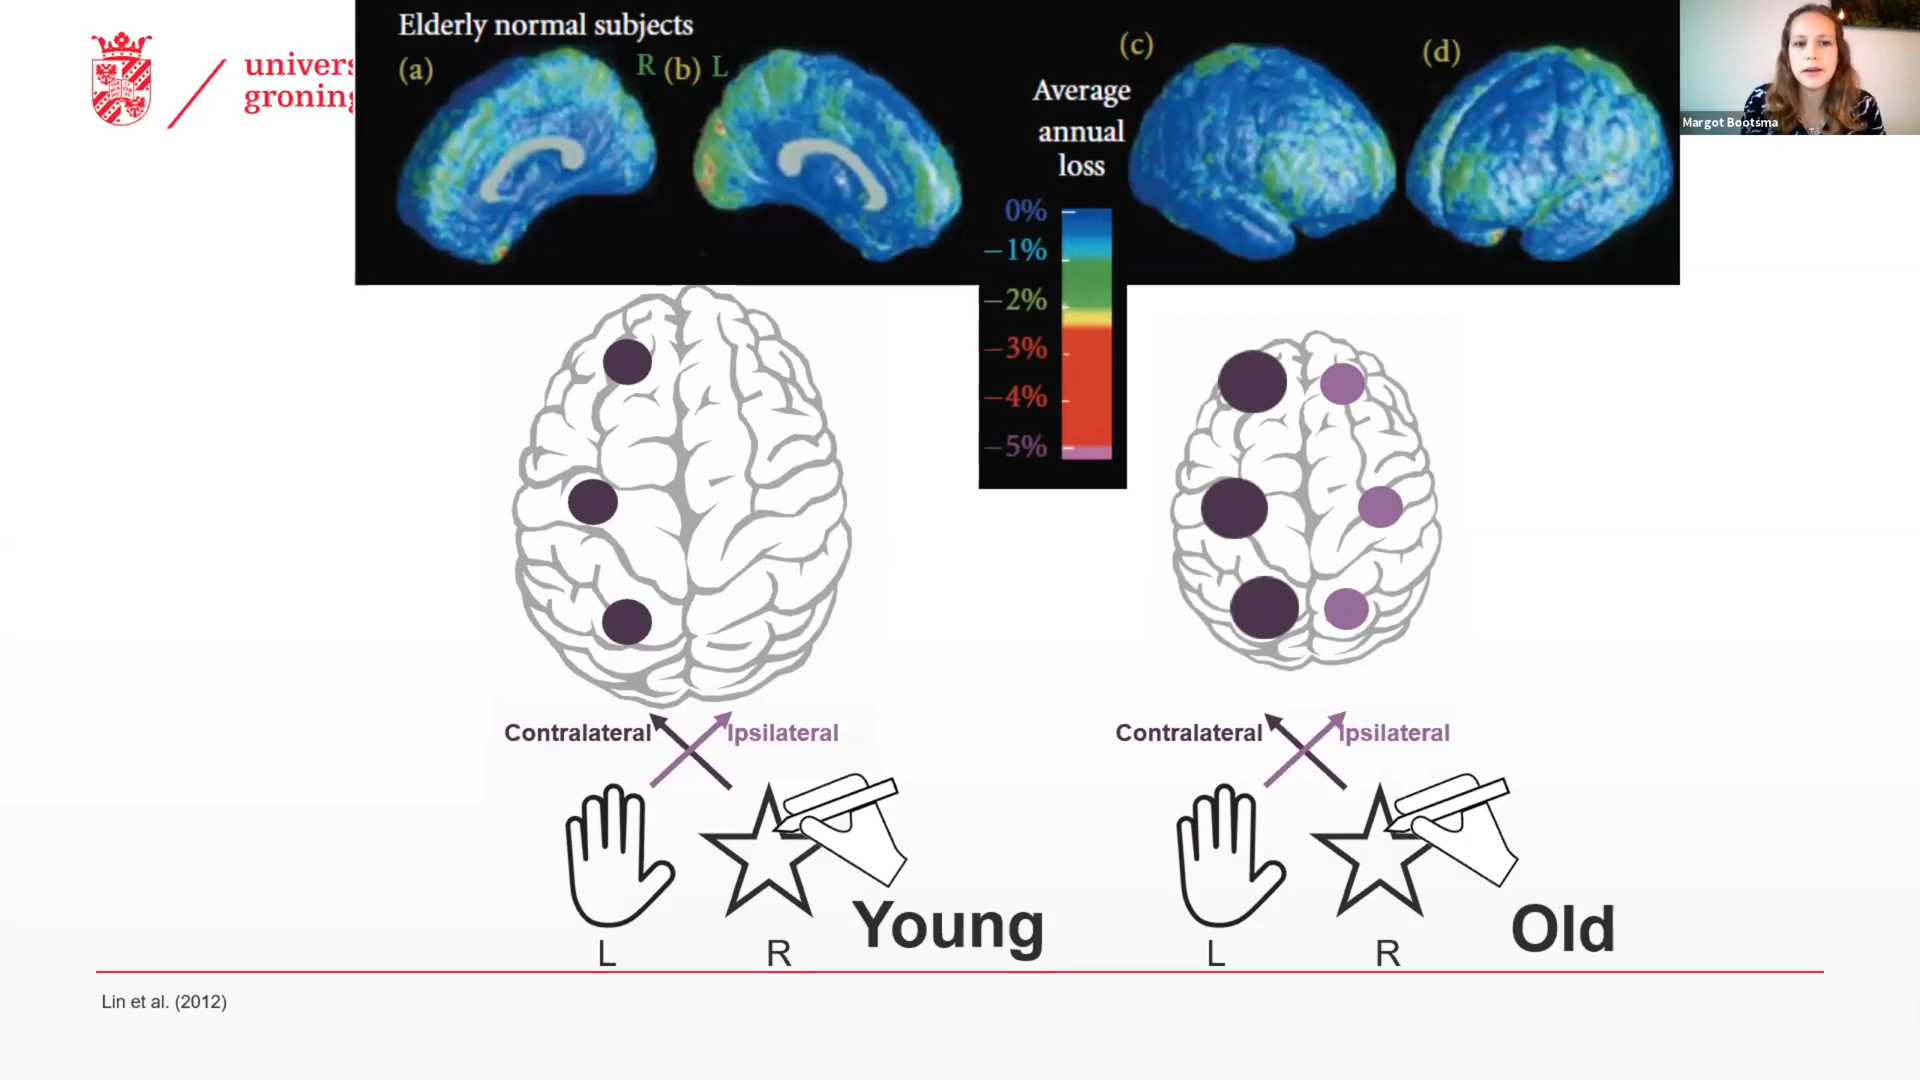 univers
groning
Elderly normal subjects
(a)
R (b) L
(c)
(d)
Average
annual
loss
0%
−1%
−2%
−3%
−4%
−5%
Margot Bootsma
Contralateral
Ipsilateral
Contralateral
Ipsilateral
L
R
Young
L
R
Old
Lin et al. (2012)